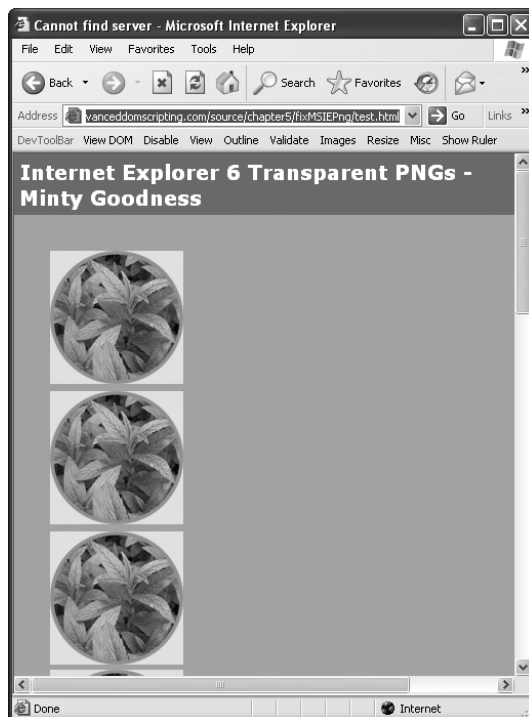 Cannot find server - Microsoft Internet Explorer
File Edit View Favorites Tools Help
Back Search Favorites »
Address vanceddomscripting.com/source/chapter5/fixMSIEPng/test.html Go Links »
DevToolBar View DOM Disable View Outline Validate Images Resize Misc Show Ruler
Internet Explorer 6 Transparent PNGs -
Minty Goodness
Done Internet